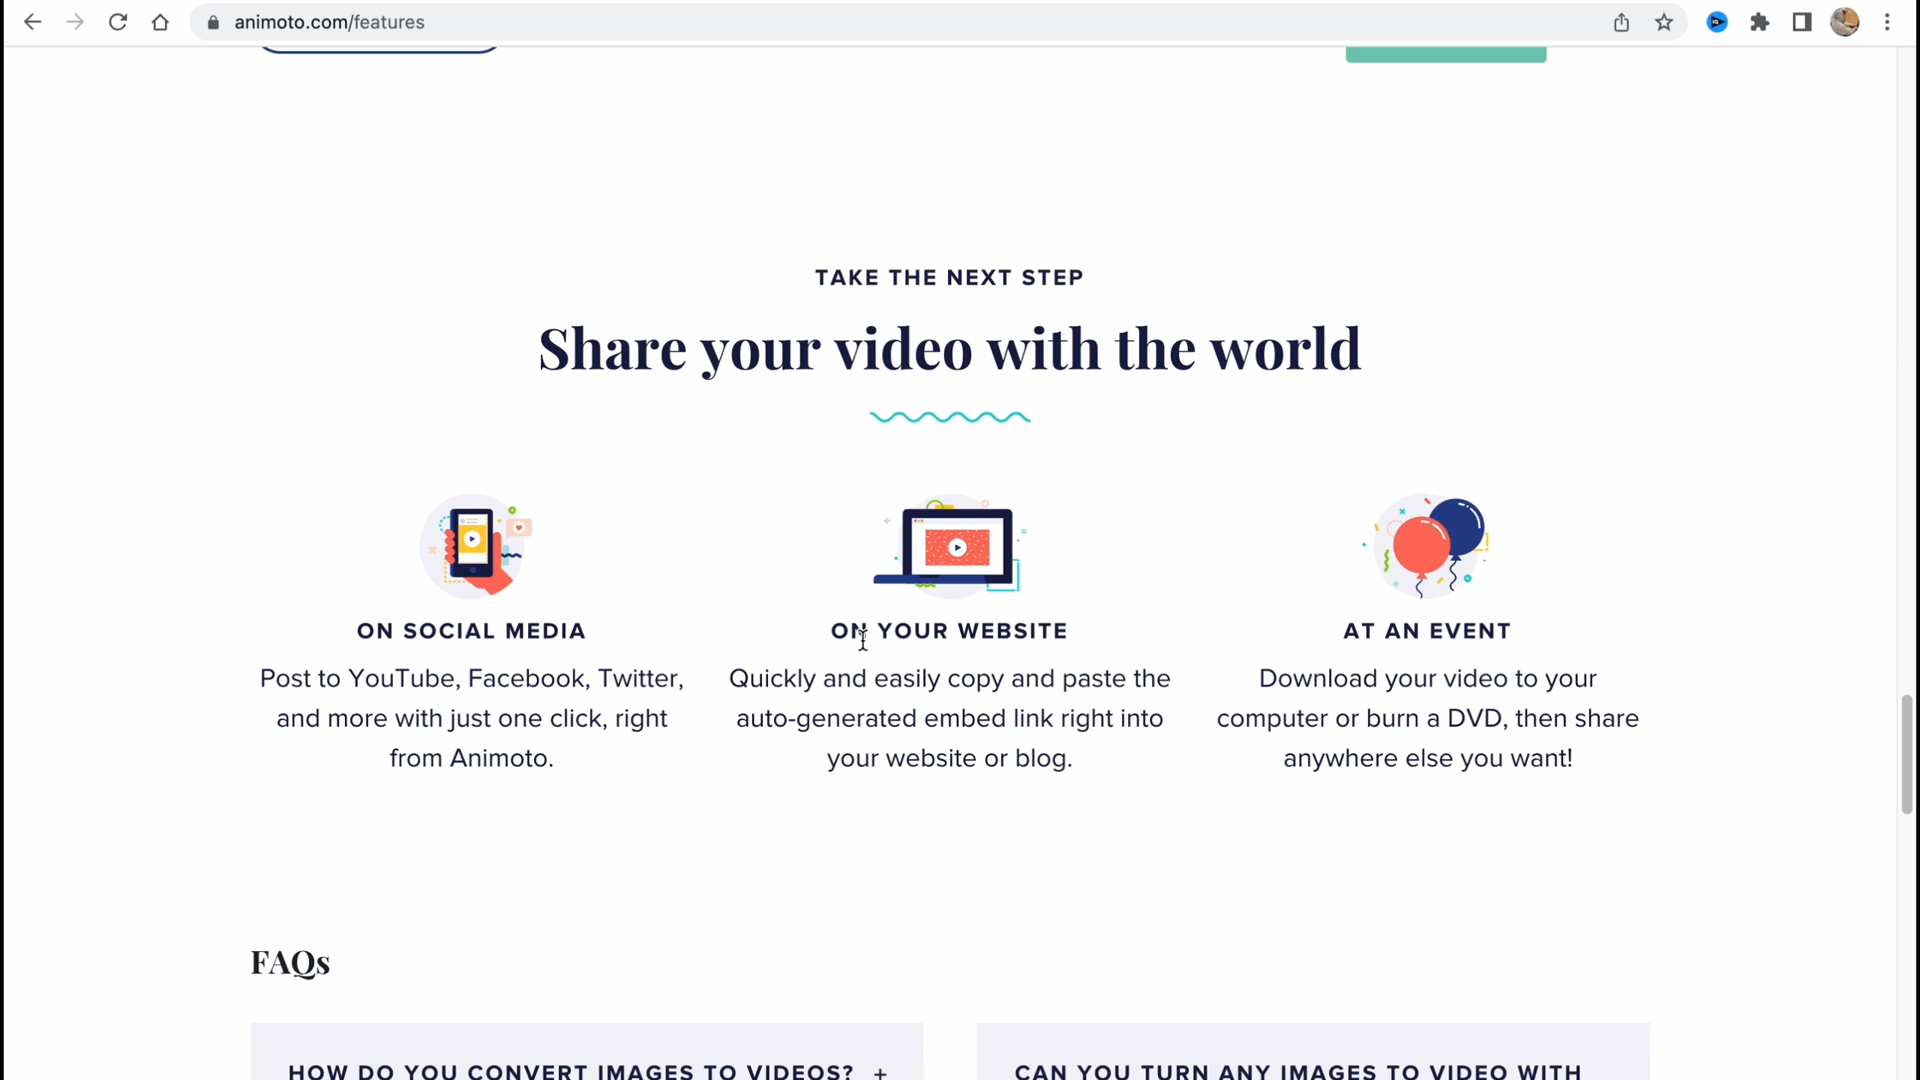 animoto.com/features
TAKE THE NEXT STEP
Share your video with the world
ON SOCIAL MEDIA
Post to YouTube, Facebook, Twitter,
and more with just one click, right
from Animoto.
ON YOUR WEBSITE
Quickly and easily copy and paste the
auto-generated embed link right into
your website or blog.
AT AN EVENT
Download your video to your
computer or burn a DVD, then share
anywhere else you want!
FAQs
HOW DO YOU CONVERT IMAGES TO VIDEOS? +
CAN YOU TURN ANY IMAGES TO VIDEO WITH